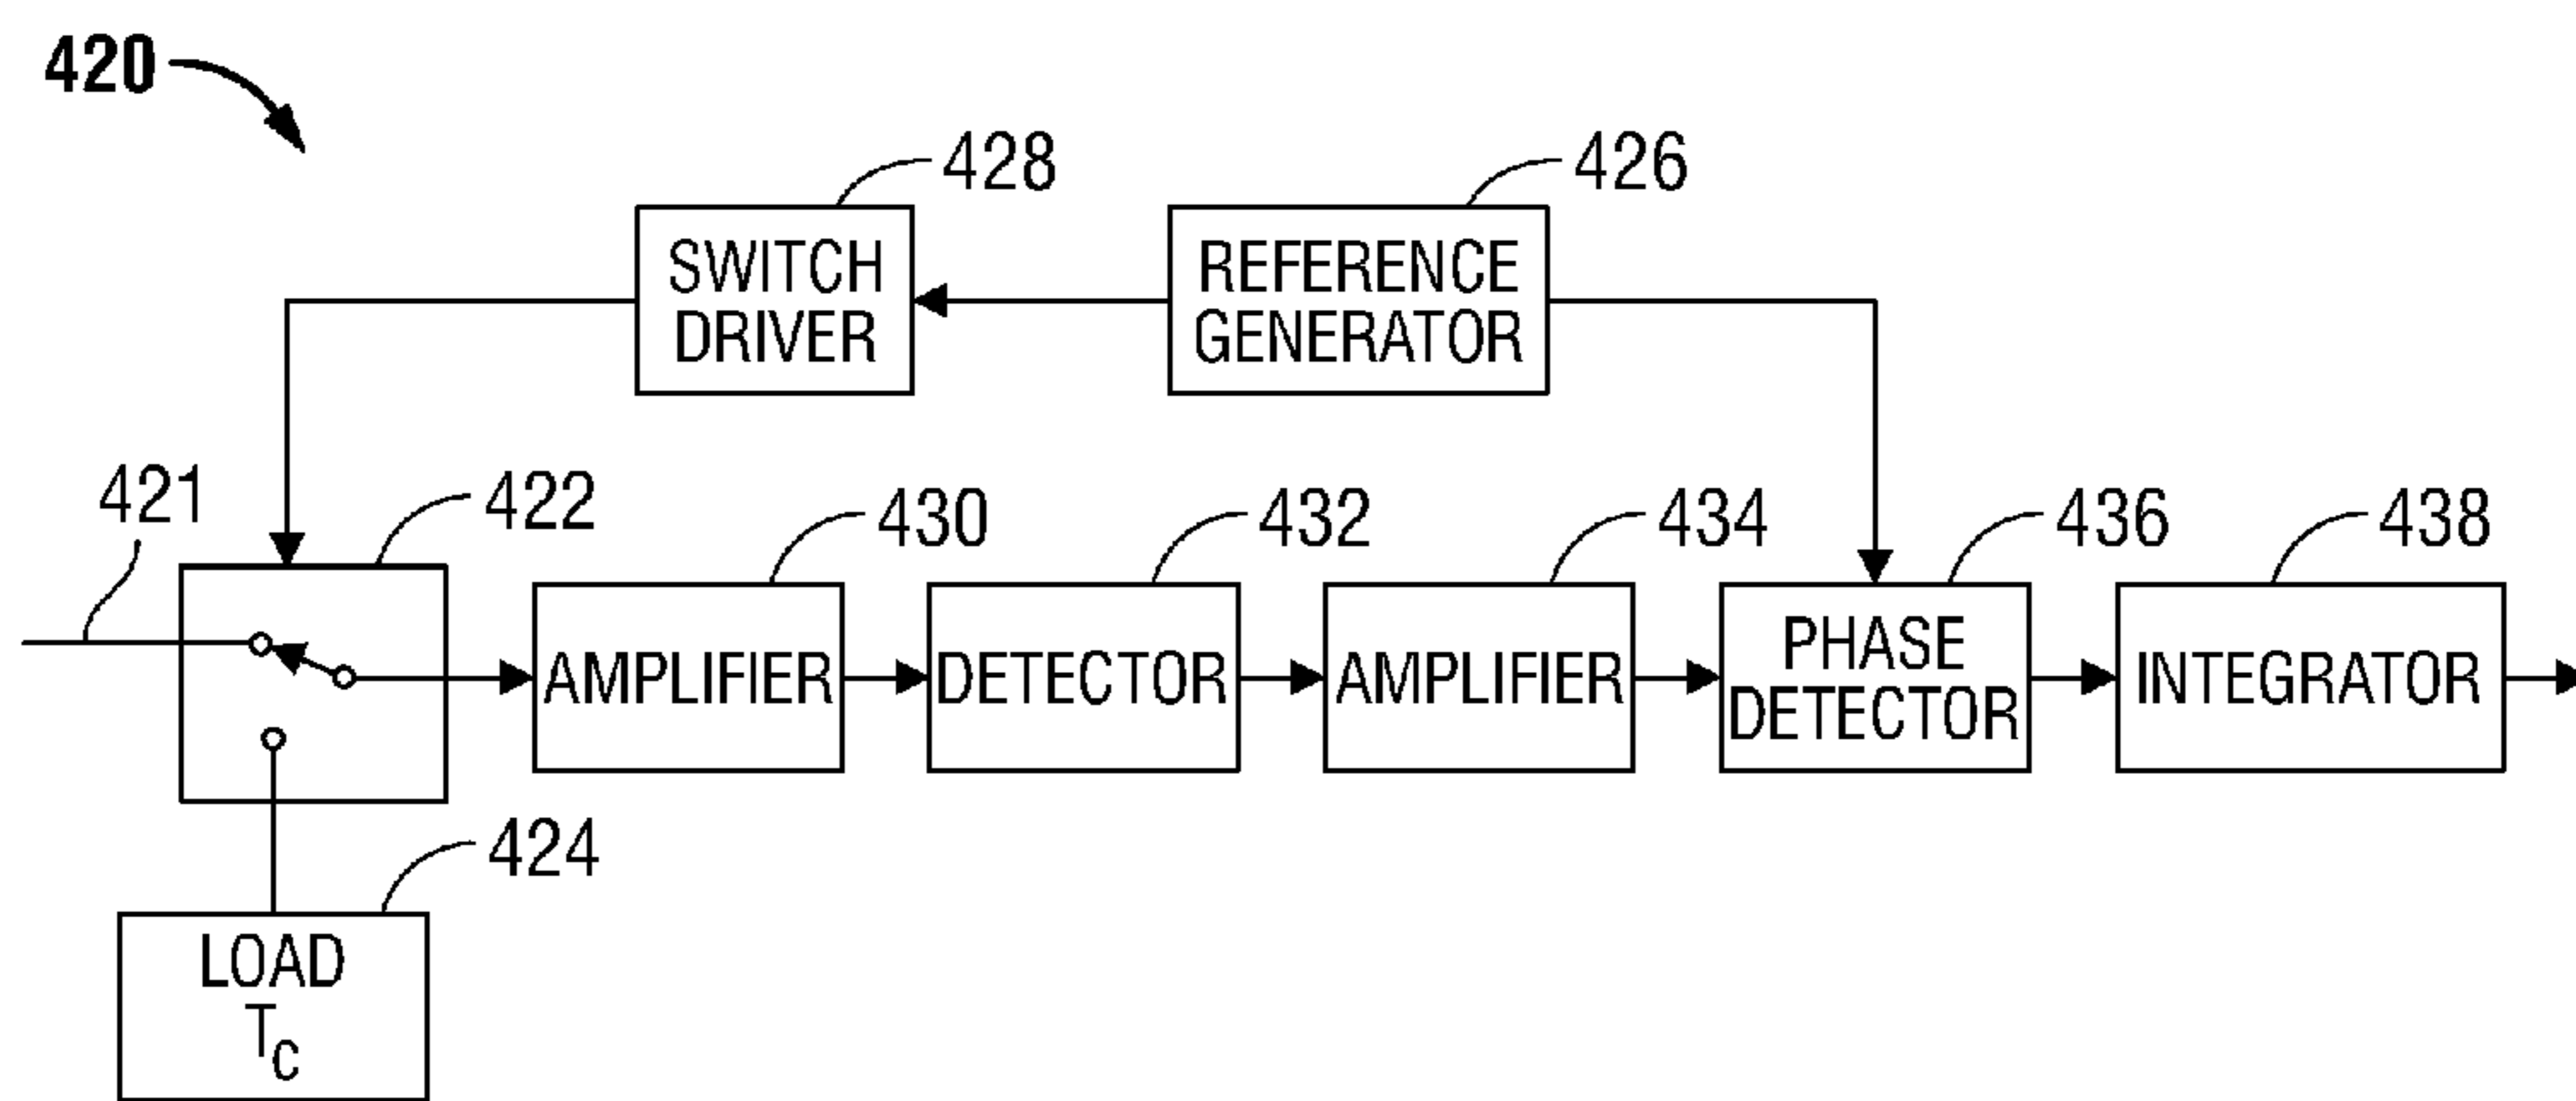 420
428
426
SWITCH
DRIVER
REFERENCE
GENERATOR
421
422
430
432
434
436
438
AMPLIFIER
DETECTOR
AMPLIFIER
PHASE
DETECTOR
INTEGRATOR
424
LOAD
T_C